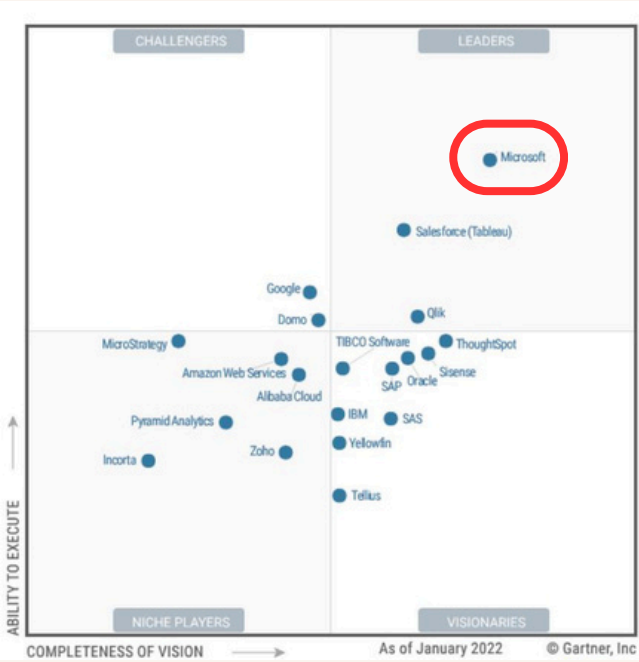 CHALLENGERS
LEADERS
Microsoft
Salesforce (Tableau)
Google
Qlik
Domo
MicroStrategy
TIBCO Software
ThoughtSpot
Amazon Web Services
Sisense
Oracle
SAP
Alibaba Cloud
IBM
SAS
Pyramid Analytics
Yellowfin
Zoho
Incorta
Tellius
ABILITY TO EXECUTE
NICHE PLAYERS
VISIONARIES
COMPLETENESS OF VISION
As of January 2022
© Gartner, Inc